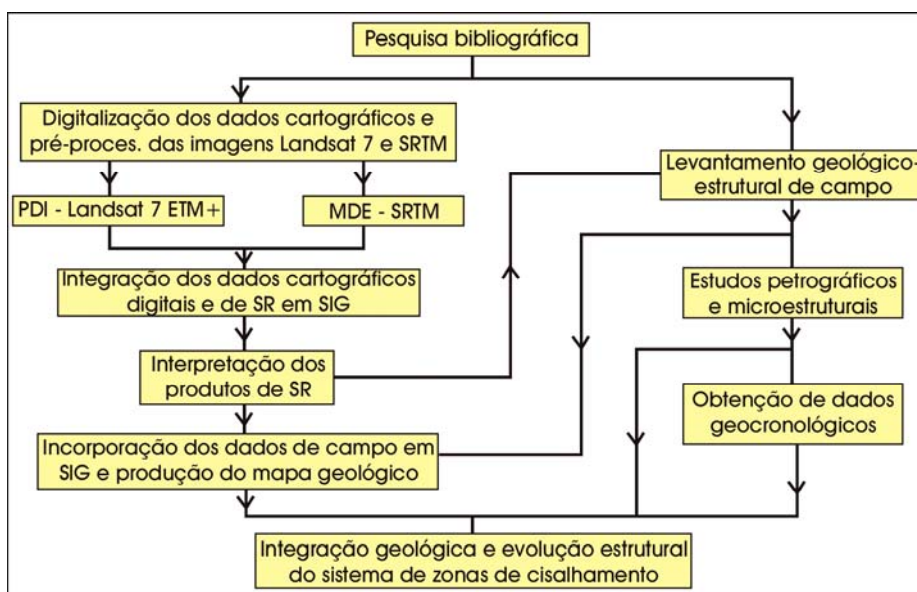 Pesquisa bibliográfica
Digitalização dos dados cartográficos e
pré-proces. das imagens Landsat 7 e SRTM
Levantamento geológico-
estrutural de campo
PDI - Landsat 7 ETM+
MDE - SRTM
Integração dos dados cartográficos
digitais e de SR em SIG
Estudos petrográficos
e microestruturais
Interpretação dos
produtos de SR
Obtenção de dados
geocronológicos
Incorporação dos dados de campo em
SIG e produção do mapa geológico
Integração geológica e evolução estrutural
do sistema de zonas de cisalhamento